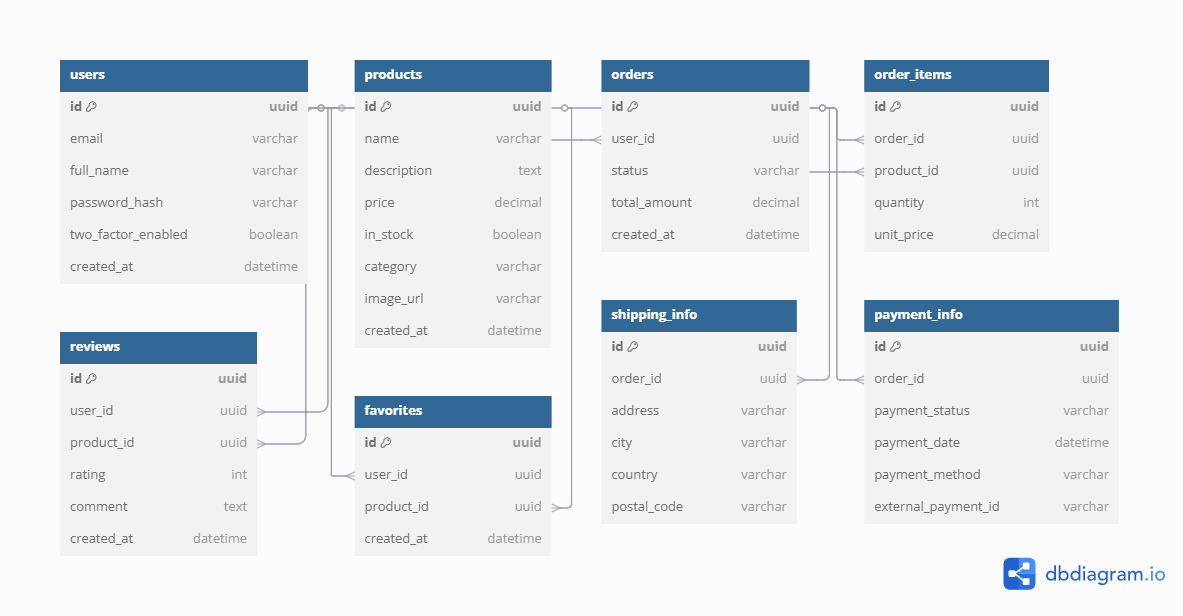 users
id uuid
email varchar
full_name varchar
password_hash varchar
two_factor_enabled boolean
created_at datetime
products
id uuid
name varchar
description text
price decimal
in_stock boolean
category varchar
image_url varchar
created_at datetime
orders
id uuid
user_id uuid
status varchar
total_amount decimal
created_at datetime
order_items
id uuid
order_id uuid
product_id uuid
quantity int
unit_price decimal
reviews
id uuid
user_id uuid
product_id uuid
rating int
comment text
created_at datetime
favorites
id uuid
user_id uuid
product_id uuid
created_at datetime
shipping_info
id uuid
order_id uuid
address varchar
city varchar
country varchar
postal_code varchar
payment_info
id uuid
order_id uuid
payment_status varchar
payment_date datetime
payment_method varchar
external_payment_id varchar
dbdiagram.io